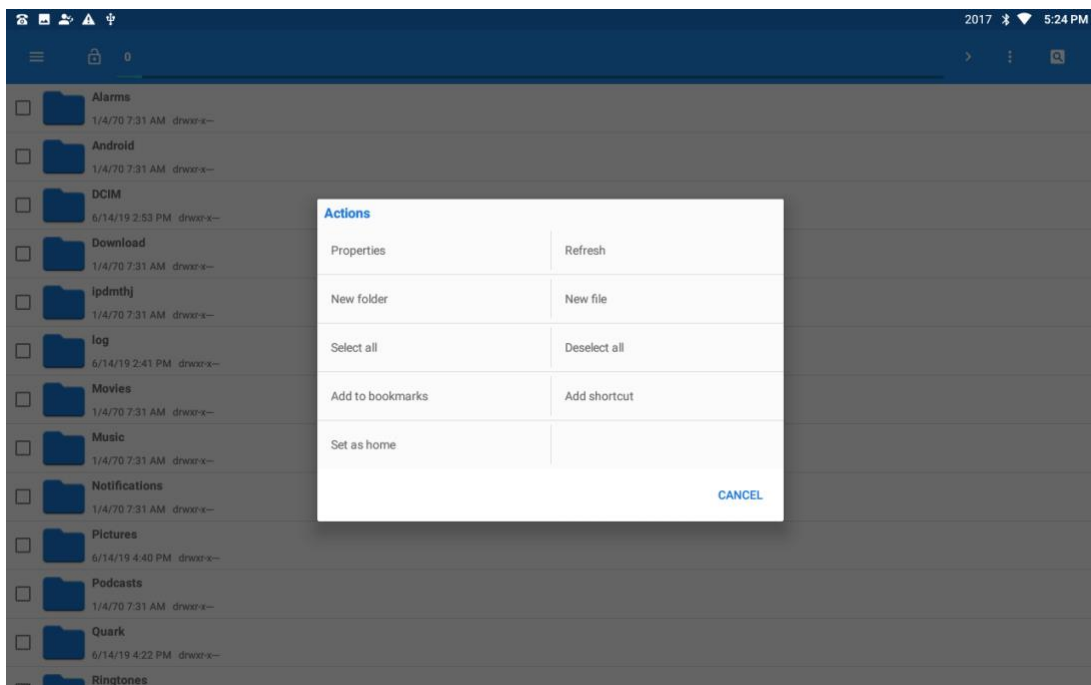 2017 5:24 PM
0
Alarms
1/4/70 7:31 AM drwxr-x—
Android
1/4/70 7:31 AM drwxr-x—
DCIM
6/14/19 2:53 PM drwxr-x—
Download
1/4/70 7:31 AM drwxr-x—
ipdmthj
1/4/70 7:31 AM drwxr-x—
log
6/14/19 2:41 PM drwxr-x—
Movies
1/4/70 7:31 AM drwxr-x—
Music
1/4/70 7:31 AM drwxr-x—
Notifications
1/4/70 7:31 AM drwxr-x—
Pictures
6/14/19 4:40 PM drwxr-x—
Podcasts
1/4/70 7:31 AM drwxr-x—
Quark
6/14/19 4:22 PM drwxr-x—
Ringtones
Actions
Properties Refresh
New folder New file
Select all Deselect all
Add to bookmarks Add shortcut
Set as home
CANCEL